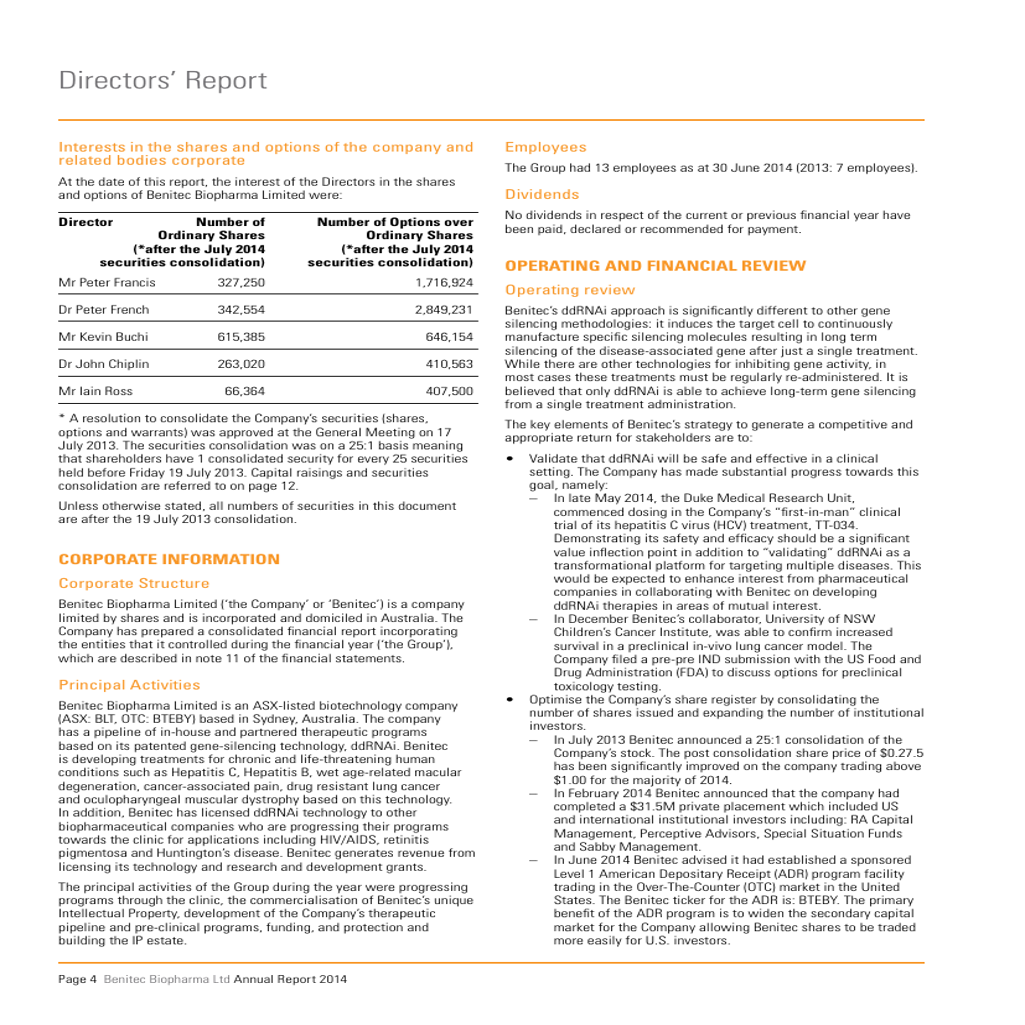 Directors' Report
Interests in the shares and options of the company and
related bodies corporate
At the date of this report, the interest of the Directors in the shares
and options of Benitec Biopharma Limited were:
Director Number of Number of Options over
Ordinary Shares Ordinary Shares
(*after the July 2014 (*after the July 2014
securities consolidation) securities consolidation)
Mr Peter Francis 327,250 1,716,924
Dr Peter French 342,554 2,849,231
Mr Kevin Buchi 615,385 646,154
Dr John Chiplin 263,020 410,563
Mr Iain Ross 66,364 407,500
* A resolution to consolidate the Company's securities (shares,
options and warrants) was approved at the General Meeting on 17
July 2013. The securities consolidation was on a 25:1 basis meaning
that shareholders have 1 consolidated security for every 25 securities
held before Friday 19 July 2013. Capital raisings and securities
consolidation are referred to on page 12.
Unless otherwise stated, all numbers of securities in this document
are after the 19 July 2013 consolidation.
CORPORATE INFORMATION
Corporate Structure
Benitec Biopharma Limited ('the Company' or 'Benitec') is a company
limited by shares and is incorporated and domiciled in Australia. The
Company has prepared a consolidated financial report incorporating
the entities that it controlled during the financial year ('the Group'),
which are described in note 11 of the financial statements.
Principal Activities
Benitec Biopharma Limited is an ASX-listed biotechnology company
(ASX: BLT, OTC: BTEBY) based in Sydney, Australia. The company
has a pipeline of in-house and partnered therapeutic programs
based on its patented gene-silencing technology, ddRNAi. Benitec
is developing treatments for chronic and life-threatening human
conditions such as Hepatitis C, Hepatitis B, wet age-related macular
degeneration, cancer-associated pain, drug resistant lung cancer
and oculopharyngeal muscular dystrophy based on this technology.
In addition, Benitec has licensed ddRNAi technology to other
biopharmaceutical companies who are progressing their programs
towards the clinic for applications including HIV/AIDS, retinitis
pigmentosa and Huntington's disease. Benitec generates revenue from
licensing its technology and research and development grants.
The principal activities of the Group during the year were progressing
programs through the clinic, the commercialisation of Benitec's unique
Intellectual Property, development of the Company's therapeutic
pipeline and pre-clinical programs, funding, and protection and
building the IP estate.
Employees
The Group had 13 employees as at 30 June 2014 (2013: 7 employees).
Dividends
No dividends in respect of the current or previous financial year have
been paid, declared or recommended for payment.
OPERATING AND FINANCIAL REVIEW
Operating review
Benitec's ddRNAi approach is significantly different to other gene
silencing methodologies: it induces the target cell to continuously
manufacture specific silencing molecules resulting in long term
silencing of the disease-associated gene after just a single treatment.
While there are other technologies for inhibiting gene activity, in
most cases these treatments must be regularly re-administered. It is
believed that only ddRNAi is able to achieve long-term gene silencing
from a single treatment administration.
The key elements of Benitec's strategy to generate a competitive and
appropriate return for stakeholders are to:
• Validate that ddRNAi will be safe and effective in a clinical
setting. The Company has made substantial progress towards this
goal, namely:
– In late May 2014, the Duke Medical Research Unit,
commenced dosing in the Company's "first-in-man" clinical
trial of its hepatitis C virus (HCV) treatment, TT-034.
Demonstrating its safety and efficacy should be a significant
value inflection point in addition to "validating" ddRNAi as a
transformational platform for targeting multiple diseases. This
would be expected to enhance interest from pharmaceutical
companies in collaborating with Benitec on developing
ddRNAi therapies in areas of mutual interest.
– In December Benitec's collaborator, University of NSW
Children's Cancer Institute, was able to confirm increased
survival in a preclinical in-vivo lung cancer model. The
Company filed a pre-pre IND submission with the US Food and
Drug Administration (FDA) to discuss options for preclinical
toxicology testing.
• Optimise the Company's share register by consolidating the
number of shares issued and expanding the number of institutional
investors.
– In July 2013 Benitec announced a 25:1 consolidation of the
Company's stock. The post consolidation share price of $0.27.5
has been significantly improved on the company trading above
$1.00 for the majority of 2014.
– In February 2014 Benitec announced that the company had
completed a $31.5M private placement which included US
and international institutional investors including: RA Capital
Management, Perceptive Advisors, Special Situation Funds
and Sabby Management.
– In June 2014 Benitec advised it had established a sponsored
Level 1 American Depositary Receipt (ADR) program facility
trading in the Over-The-Counter (OTC) market in the United
States. The Benitec ticker for the ADR is: BTEBY. The primary
benefit of the ADR program is to widen the secondary capital
market for the Company allowing Benitec shares to be traded
more easily for U.S. investors.
Page 4 Benitec Biopharma Ltd Annual Report 2014